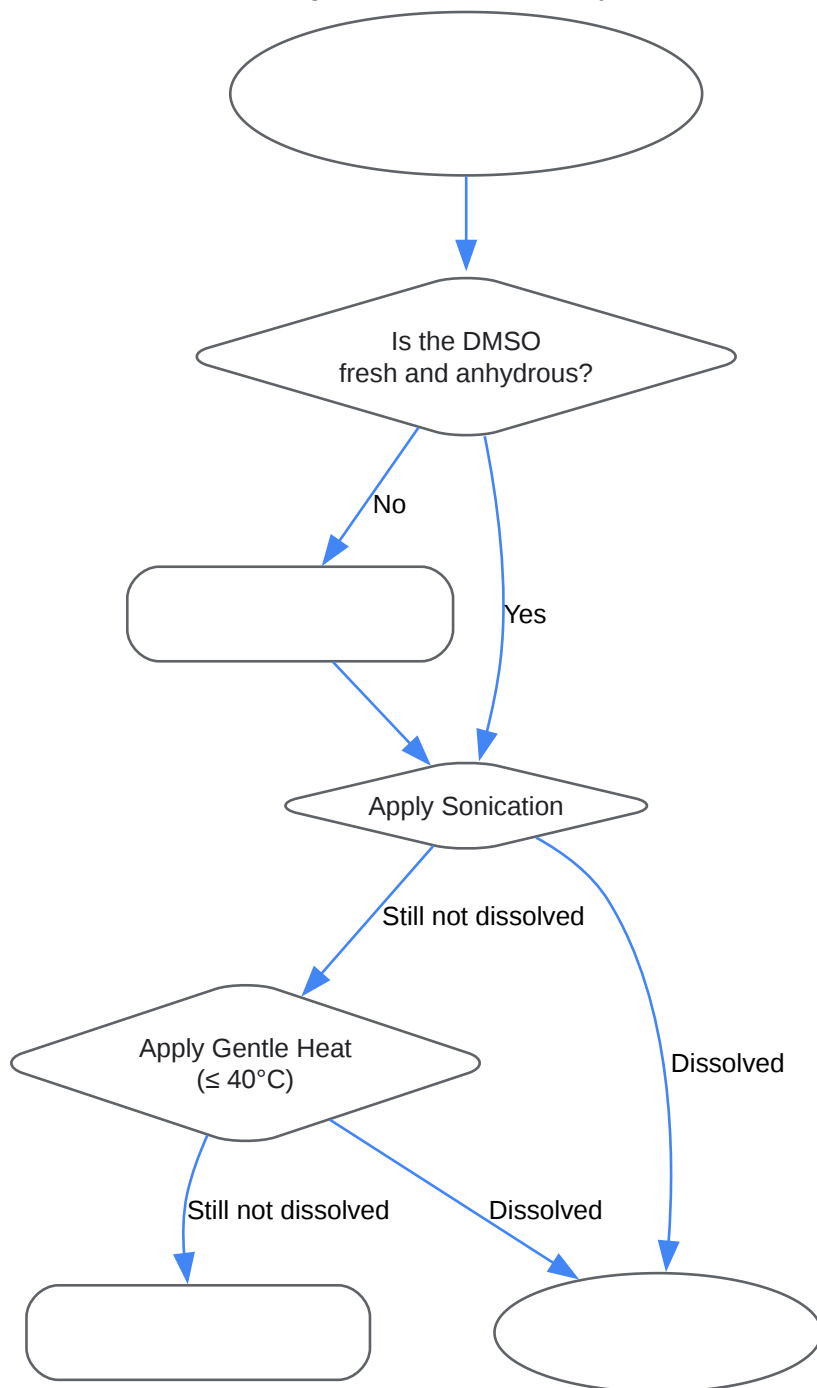 Is the DMSO
fresh and anhydrous?
No
Yes
Apply Sonication
Still not dissolved
Apply Gentle Heat
(≤ 40°C)
Dissolved
Still not dissolved
Dissolved